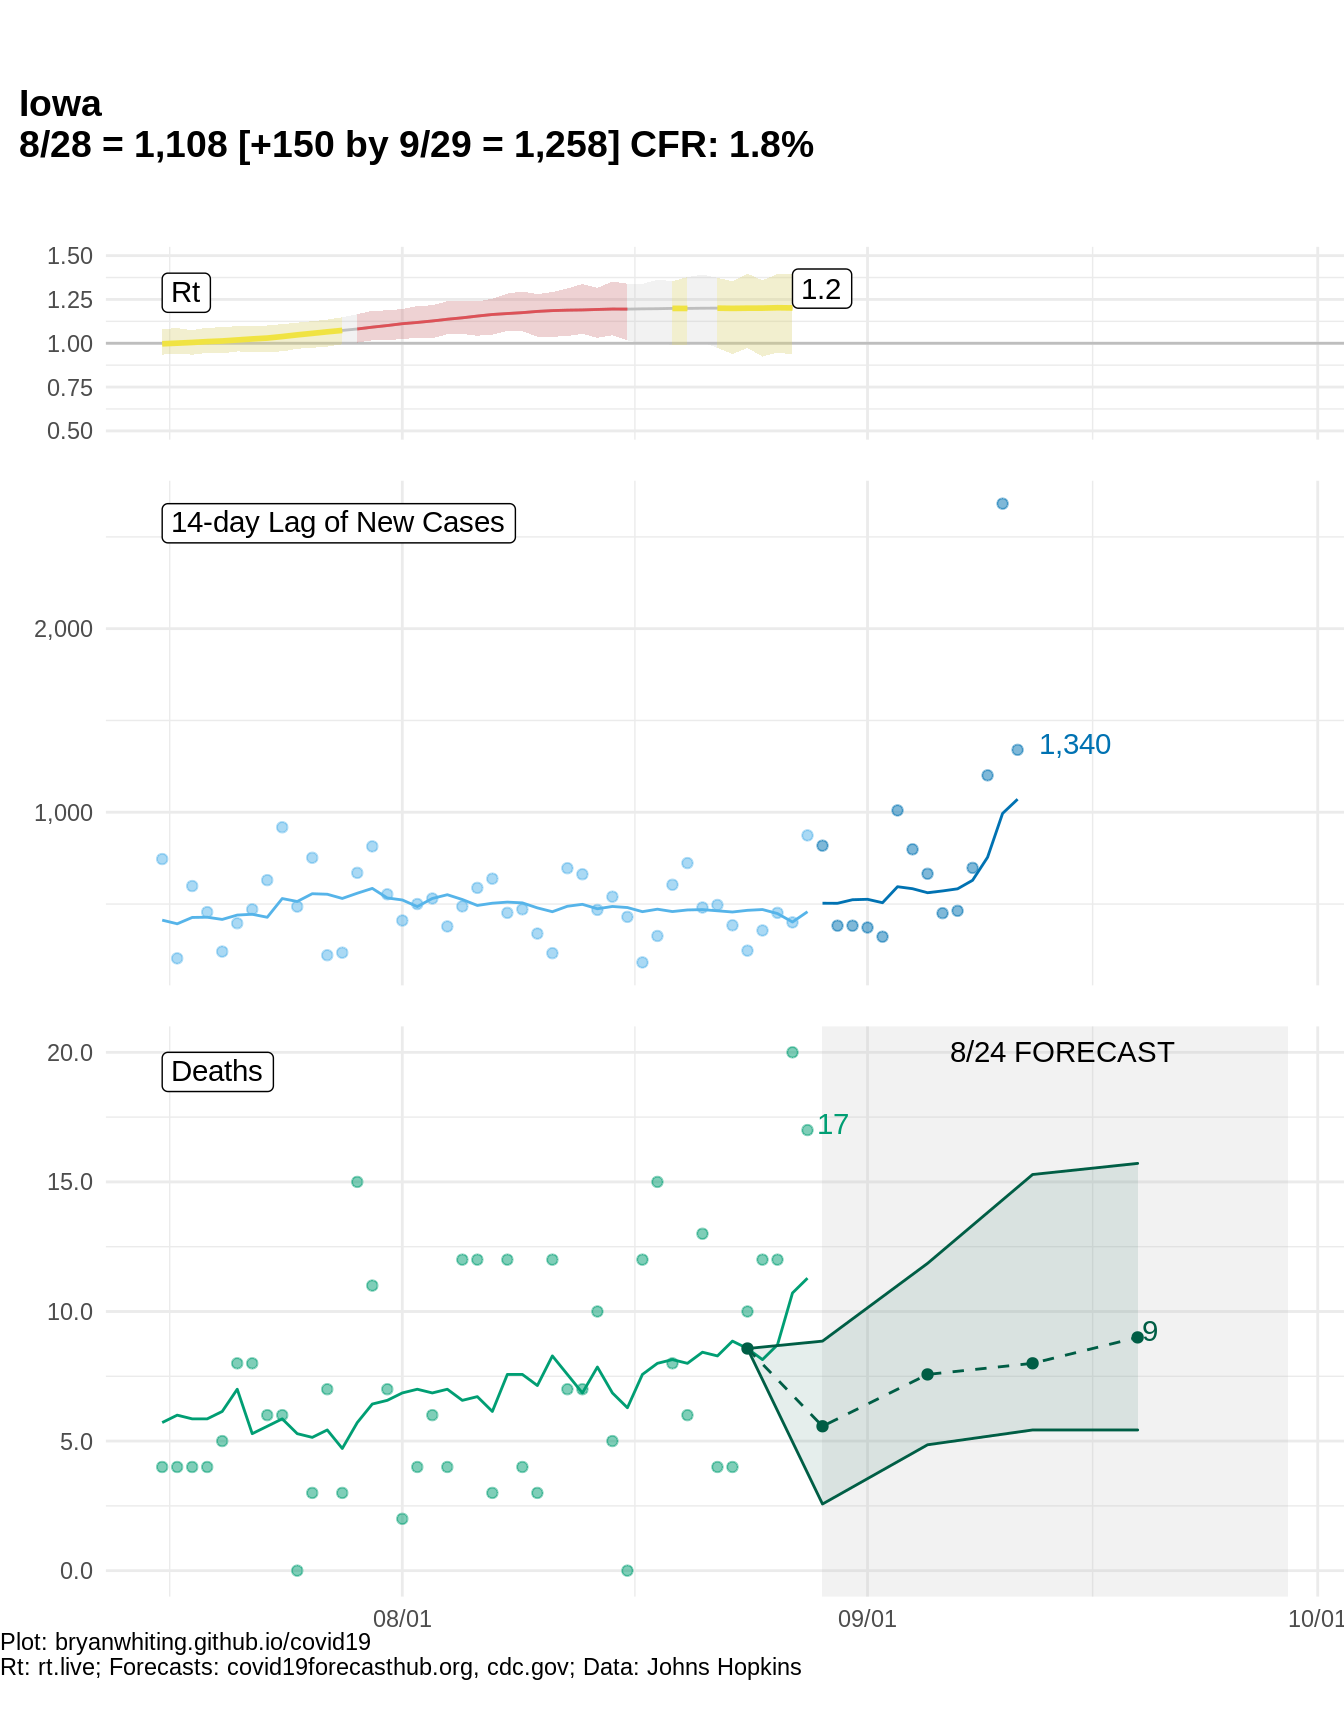 Iowa
8/28 = 1,108 [+150 by 9/29 = 1,258] CFR: 1.8%
1.50
1.25
1.00
0.75
0.50
Rt
1.2
14-day Lag of New Cases
2,000
1,000
1,340
20.0
15.0
10.0
5.0
0.0
Deaths
8/24 FORECAST
17
9
08/01
09/01
10/01
Plot: bryanwhiting.github.io/covid19
Rt: rt.live; Forecasts: covid19forecasthub.org, cdc.gov; Data: Johns Hopkins